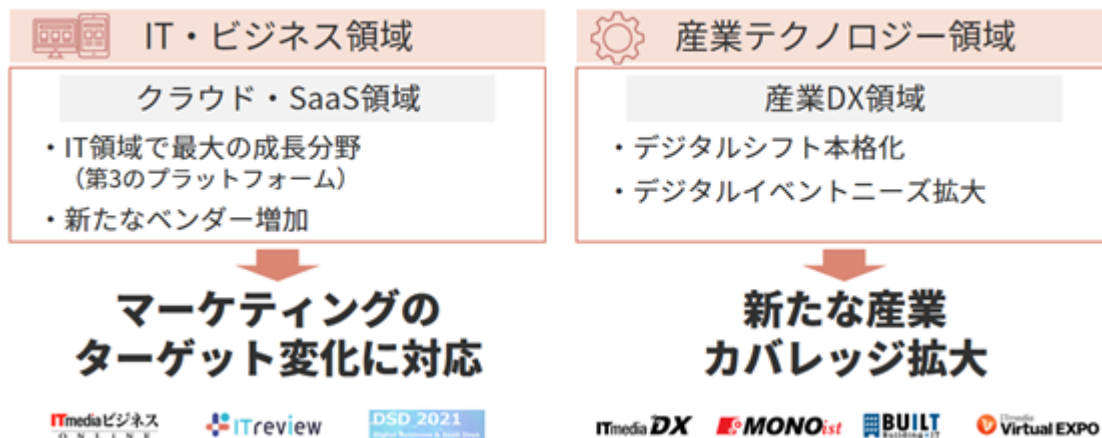 IT・ビジネス領域
クラウド・SaaS領域
・IT領域で最大の成長分野
（第3のプラットフォーム）
・新たなベンダー増加
マーケティングの
ターゲット変化に対応
ITmediaビジネス
ONLINE
ITreview
DSD 2021
産業テクノロジー領域
産業DX領域
・デジタルシフト本格化
・デジタルイベントニーズ拡大
新たな産業
カバレッジ拡大
ITmedia DX
MONOist
BUILT
Building×IT
ITmedia
Virtual EXPO